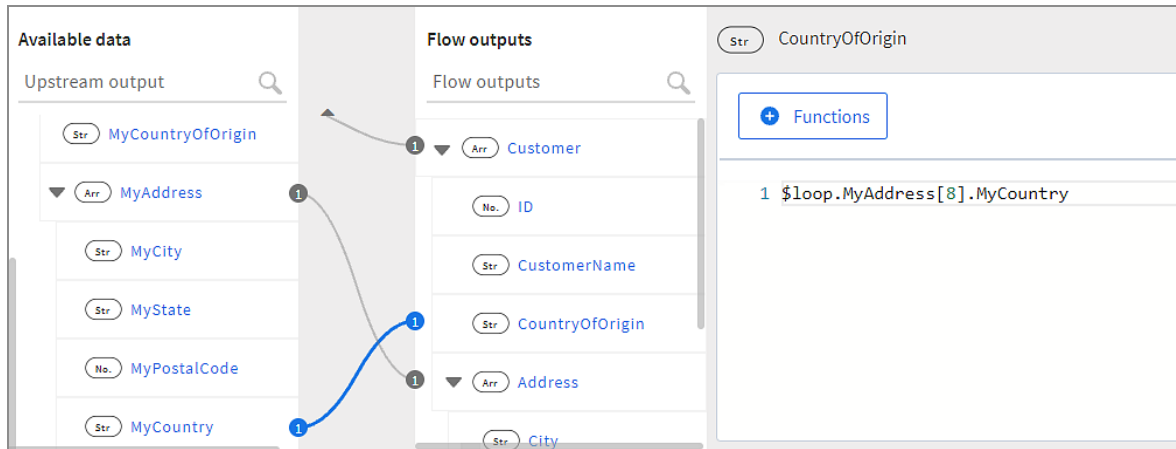 Available data
Upstream output
Str MyCountryOfOrigin
Arr MyAddress 1
Str MyCity
Str MyState
No. MyPostalCode
Str MyCountry 1
Flow outputs
Flow outputs
1 Arr Customer
No. ID
Str CustomerName
1 Str CountryOfOrigin
1 Arr Address
Str City
Str CountryOfOrigin
+ Functions
1 $loop.MyAddress[8].MyCountry